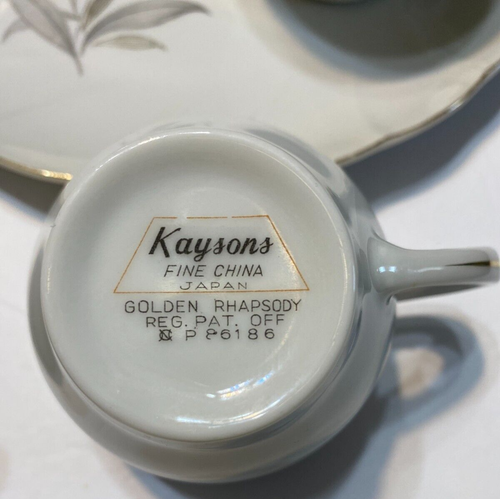 Kaysons
FINE CHINA
JAPAN
GOLDEN RHAPSODY
REG. PAT. OFF
P 86186